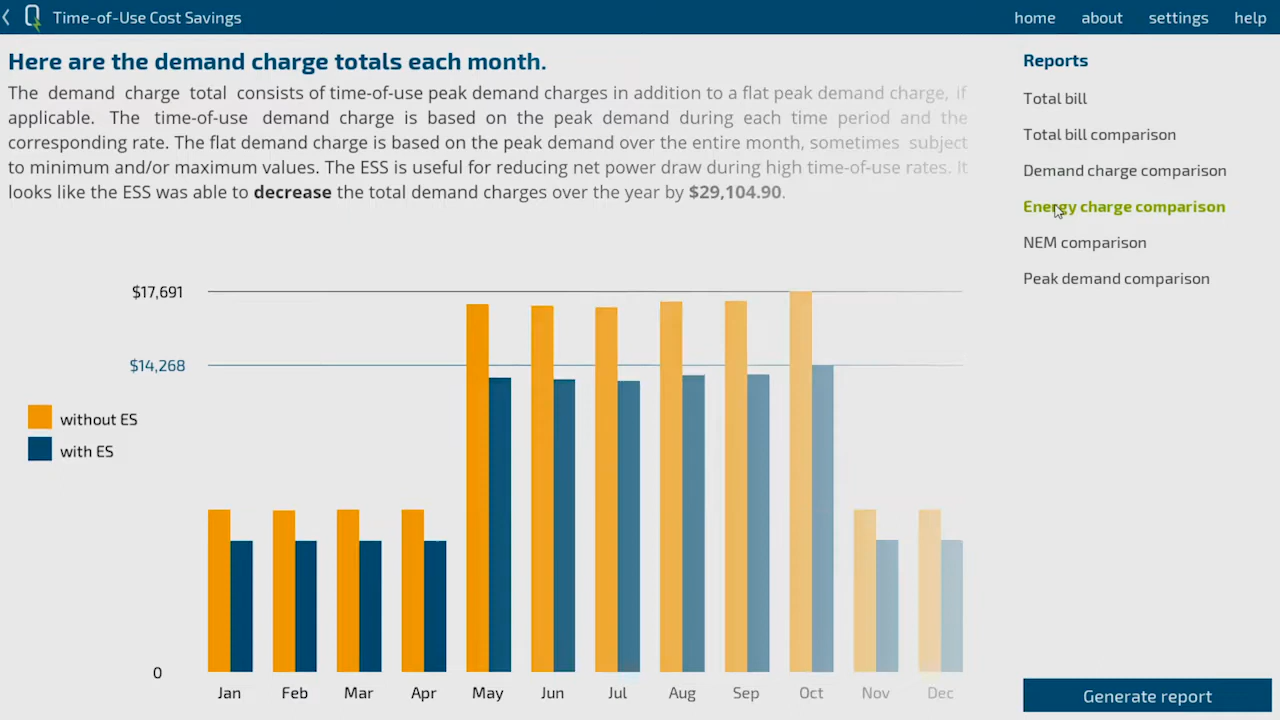 Time-of-Use Cost Savings
home about settings help
Here are the demand charge totals each month.
The demand charge total consists of time-of-use peak demand charges in addition to a flat peak demand charge, if
applicable. The time-of-use demand charge is based on the peak demand during each time period and the
corresponding rate. The flat demand charge is based on the peak demand over the entire month, sometimes subject
to minimum and/or maximum values. The ESS is useful for reducing net power draw during high time-of-use rates. It
looks like the ESS was able to decrease the total demand charges over the year by $29,104.90.
Reports
Total bill
Total bill comparison
Demand charge comparison
Energy charge comparison
NEM comparison
Peak demand comparison
$17,691
$14,268
without ES
with ES
0
Jan Feb Mar Apr May Jun Jul Aug Sep Oct Nov Dec
Generate report